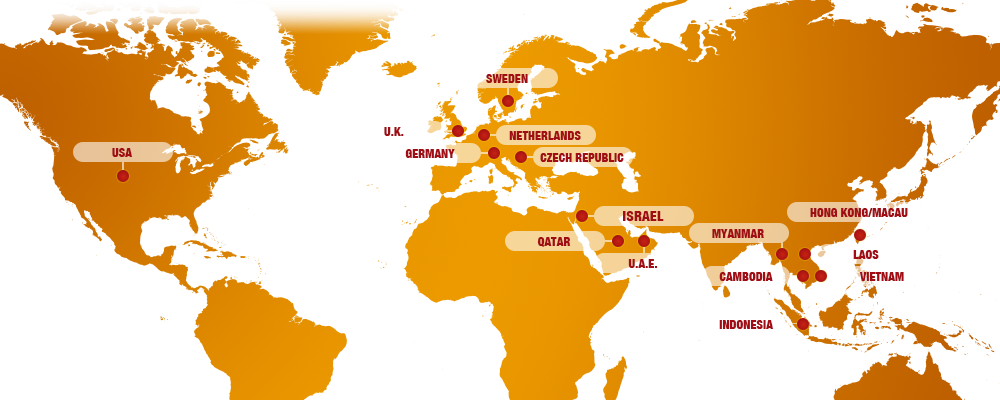 SWEDEN
U.K.
NETHERLANDS
USA
GERMANY
CZECH REPUBLIC
ISRAEL
HONG KONG/MACAU
QATAR
MYANMAR
U.A.E.
LAOS
CAMBODIA
VIETNAM
INDONESIA